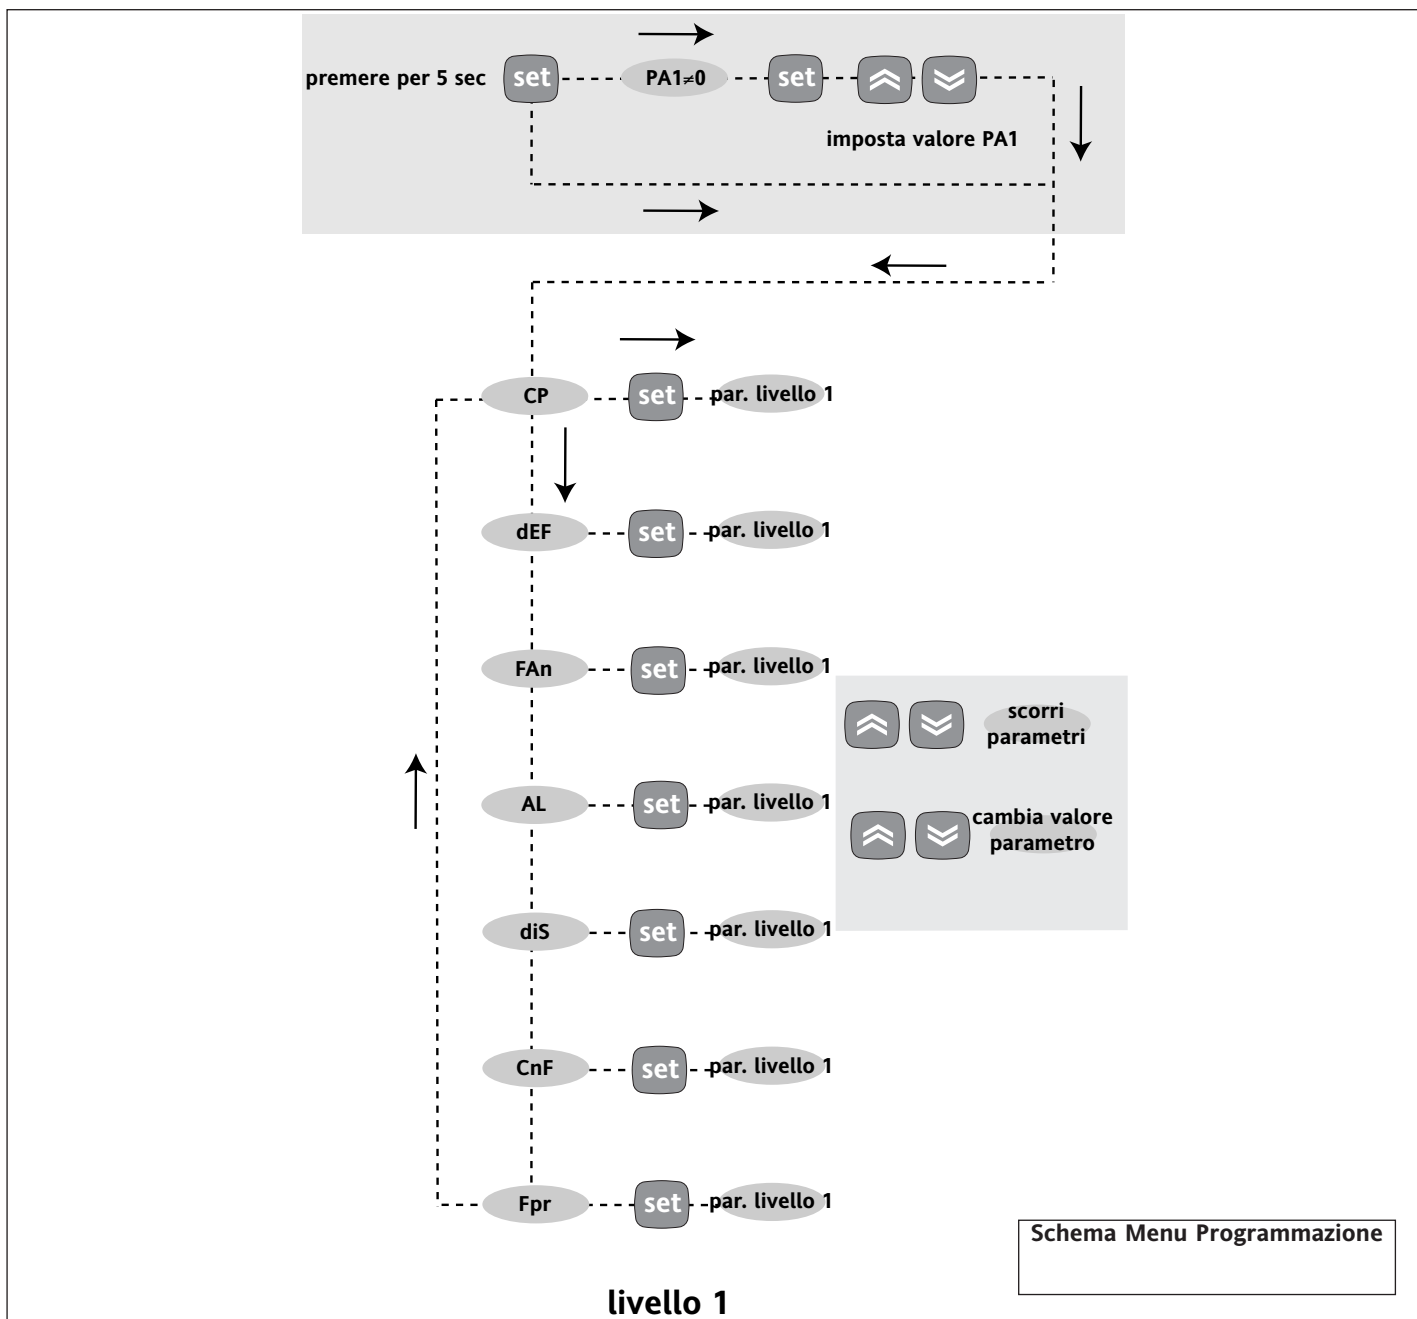 premere per 5 sec set PA1≠0 set
imposta valore PA1
CP set par. livello 1
dEF set par. livello 1
FAn set par. livello 1
scorri
parametri
AL set par. livello 1
cambia valore
parametro
diS set par. livello 1
CnF set par. livello 1
Fpr set par. livello 1
Schema Menu Programmazione
livello 1